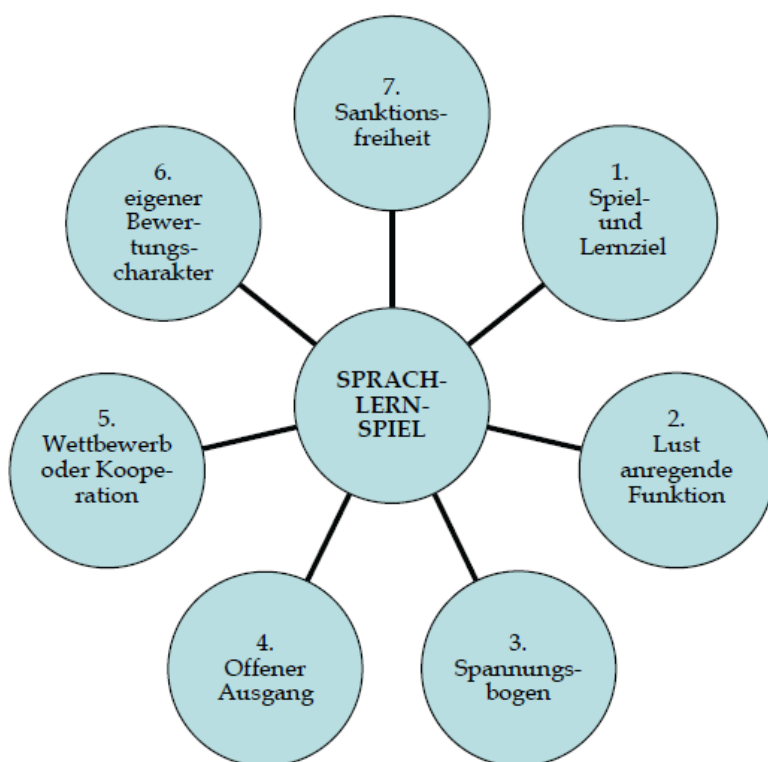 SPRACH-
LERN-
SPIEL
1.
Spiel-
und
Lernziel
2.
Lust
anregende
Funktion
3.
Spannungs-
bogen
4.
Offener
Ausgang
5.
Wettbewerb
oder Koope-
ration
6.
eigener
Bewer-
tungs-
charakter
7.
Sanktions-
freiheit